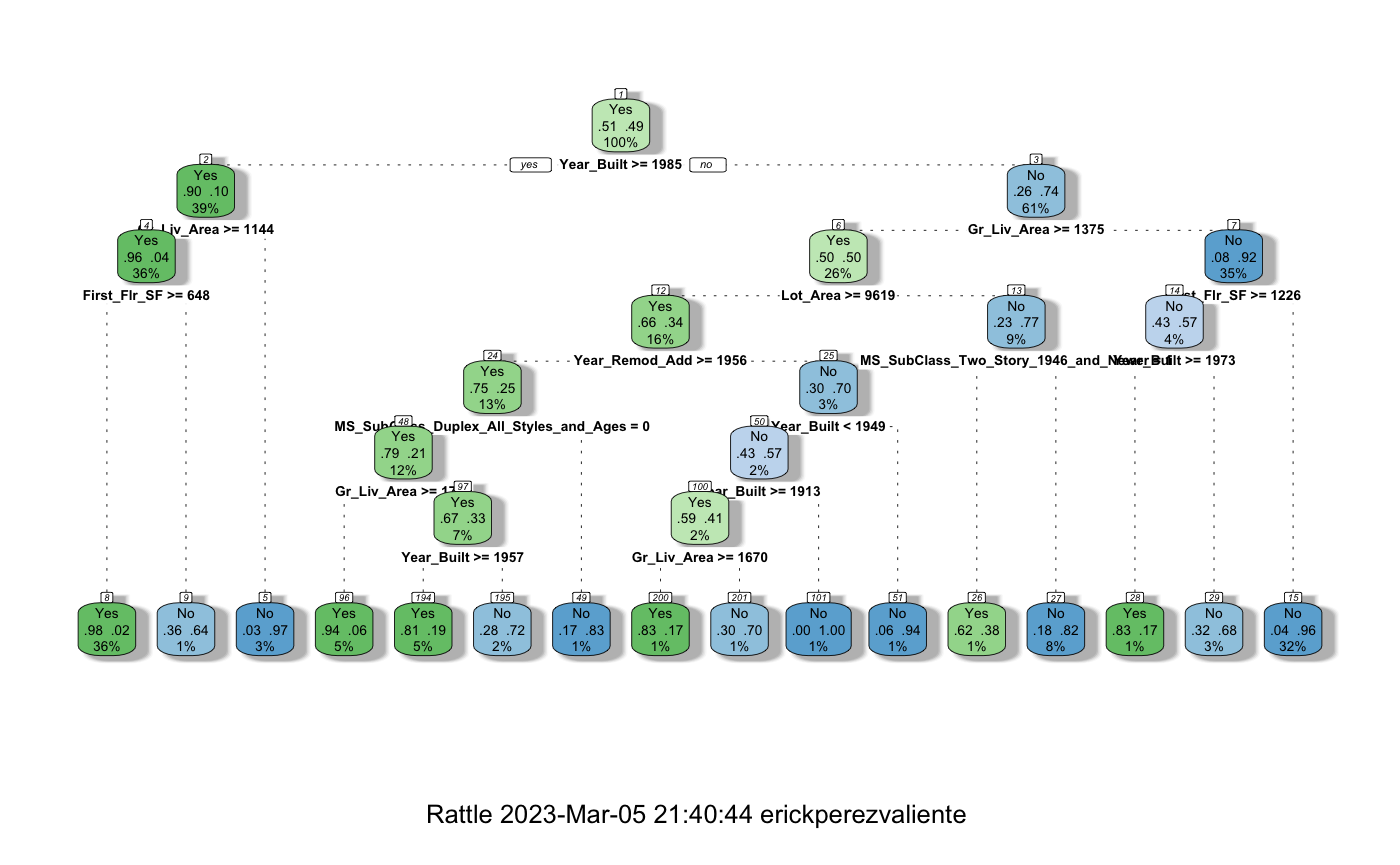 1
Yes
.51 .49
100%
yes Year_Built >= 1985 no
2
Yes
.90 .10
39%
3
No
.26 .74
61%
Liv_Area >= 1144
Gr_Liv_Area >= 1375
4
Yes
.96 .04
36%
6
Yes
.50 .50
26%
7
No
.08 .92
35%
First_Flr_SF >= 648
Lot_Area >= 9619
Flr_SF >= 1226
12
Yes
.66 .34
16%
13
No
.23 .77
9%
14
No
.43 .57
4%
Year_Remod_Add >= 1956
MS_SubClass_Two_Story_1946_and
>= 1973
24
Yes
.75 .25
13%
25
No
.30 .70
3%
Duplex_All_Styles_and_Ages = 0
Year_Built < 1949
48
Yes
.79 .21
12%
50
No
.43 .57
2%
Gr_Liv_Area >=
Built >= 1913
97
Yes
.67 .33
7%
100
Yes
.59 .41
2%
Year_Built >= 1957
Gr_Liv_Area >= 1670
8
Yes
.98 .02
36%
9
No
.36 .64
1%
5
No
.03 .97
3%
96
Yes
.94 .06
5%
194
Yes
.81 .19
5%
195
No
.28 .72
2%
49
No
.17 .83
1%
200
Yes
.83 .17
1%
201
No
.30 .70
1%
101
No
.00 1.00
1%
51
No
.06 .94
1%
26
Yes
.62 .38
1%
27
No
.18 .82
8%
28
Yes
.83 .17
1%
29
No
.32 .68
3%
15
No
.04 .96
32%
Rattle 2023-Mar-05 21:40:44 erickperezvaliente